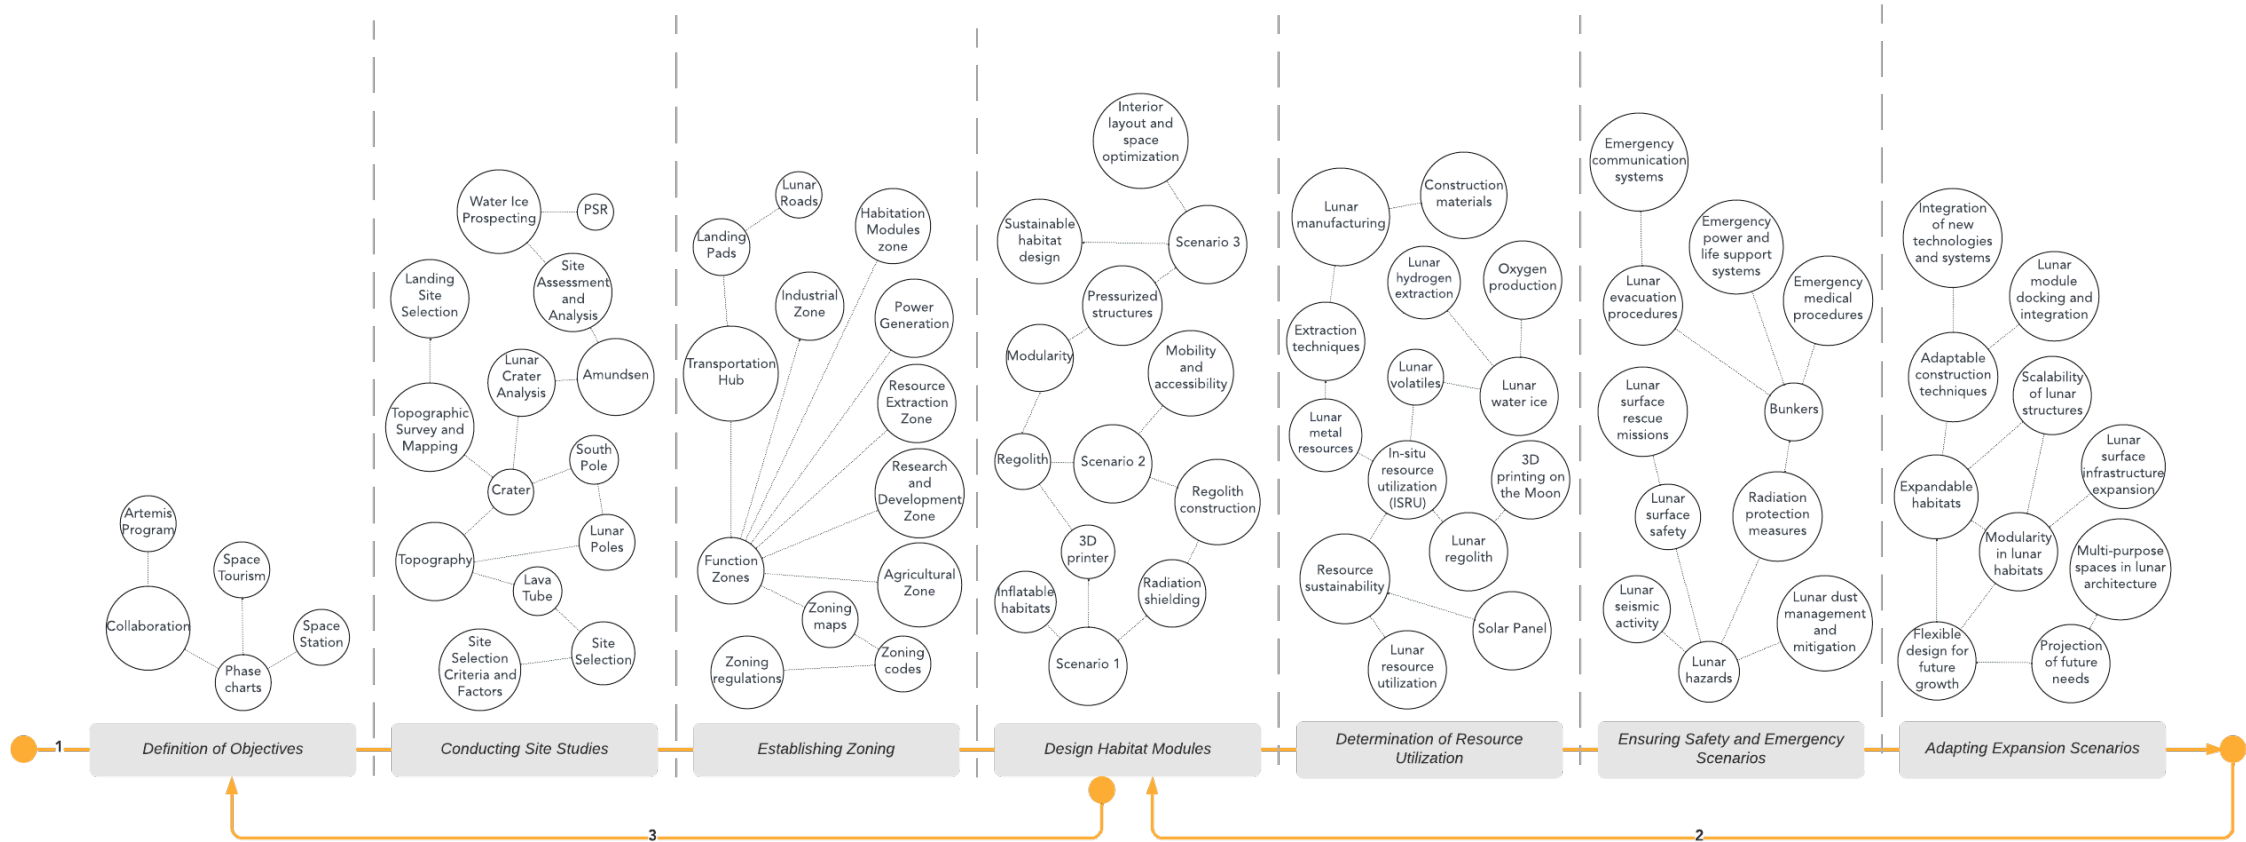 Artemis
Program
Space
Tourism
Collaboration
Space
Station
Phase
charts
Water Ice
Prospecting
PSR
Landing
Site
Selection
Site
Assessment
and
Analysis
Lunar
Crater
Analysis
Amundsen
Topographic
Survey and
Mapping
South
Pole
Crater
Topography
Lunar
Poles
Lava
Tube
Site
Selection
Criteria and
Factors
Site
Selection
Lunar
Roads
Landing
Pads
Habitation
Modules
zone
Industrial
Zone
Power
Generation
Transportation
Hub
Resource
Extraction
Zone
Research
and
Development
Zone
Function
Zones
Agricultural
Zone
Zoning
maps
Zoning
regulations
Zoning
codes
Interior
layout and
space
optimization
Sustainable
habitat
design
Scenario 3
Pressurized
structures
Modularity
Mobility
and
accessibility
Regolith
Scenario 2
Regolith
construction
3D
printer
Inflatable
habitats
Radiation
shielding
Scenario 1
Lunar
manufacturing
Construction
materials
Lunar
hydrogen
extraction
Oxygen
production
Extraction
techniques
Lunar
volatiles
Lunar
water ice
Lunar
metal
resources
In-situ
resource
utilization
(ISRU)
3D
printing on
the Moon
Lunar
regolith
Resource
sustainability
Solar Panel
Lunar
resource
utilization
Emergency
communication
systems
Emergency
power and
life support
systems
Lunar
evacuation
procedures
Emergency
medical
procedures
Lunar
surface
rescue
missions
Bunkers
Lunar
surface
safety
Radiation
protection
measures
Lunar
seismic
activity
Lunar dust
management
and
mitigation
Lunar
hazards
Integration
of new
technologies
and systems
Lunar
module
docking and
integration
Adaptable
construction
techniques
Scalability
of lunar
structures
Lunar
surface
infrastructure
expansion
Expandable
habitats
Modularity
in lunar
habitats
Multi-purpose
spaces in lunar
architecture
Flexible
design for
future
growth
Projection
of future
needs
1
Definition of Objectives
Conducting Site Studies
Establishing Zoning
Design Habitat Modules
Determination of Resource
Utilization
Ensuring Safety and Emergency
Scenarios
Adapting Expansion Scenarios
3
2